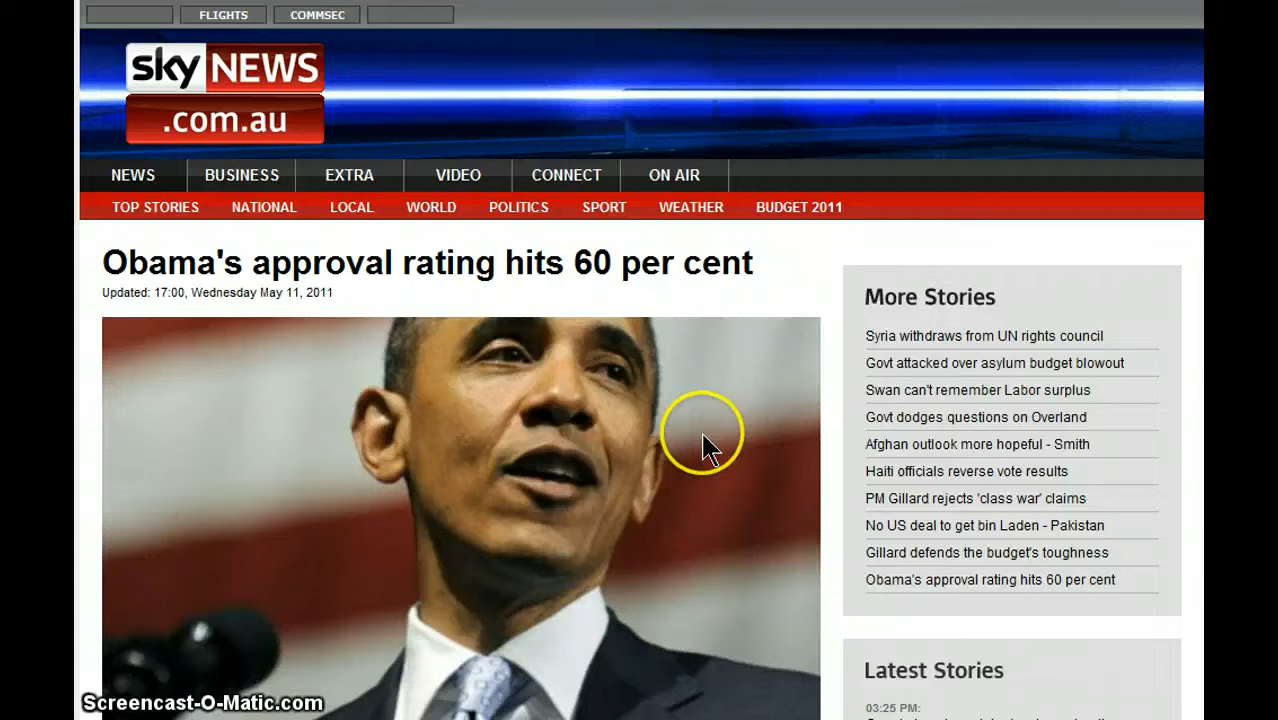 FLIGHTS
COMMSEC
sky NEWS
.com.au
NEWS
BUSINESS
EXTRA
VIDEO
CONNECT
ON AIR
TOP STORIES
NATIONAL
LOCAL
WORLD
POLITICS
SPORT
WEATHER
BUDGET 2011
Obama's approval rating hits 60 per cent
Updated: 17:00, Wednesday May 11, 2011
More Stories
Syria withdraws from UN rights council
Govt attacked over asylum budget blowout
Swan can't remember Labor surplus
Govt dodges questions on Overland
Afghan outlook more hopeful - Smith
Haiti officials reverse vote results
PM Gillard rejects 'class war' claims
No US deal to get bin Laden - Pakistan
Gillard defends the budget's toughness
Obama's approval rating hits 60 per cent
Latest Stories
03:25 PM:
Screencast-O-Matic.com